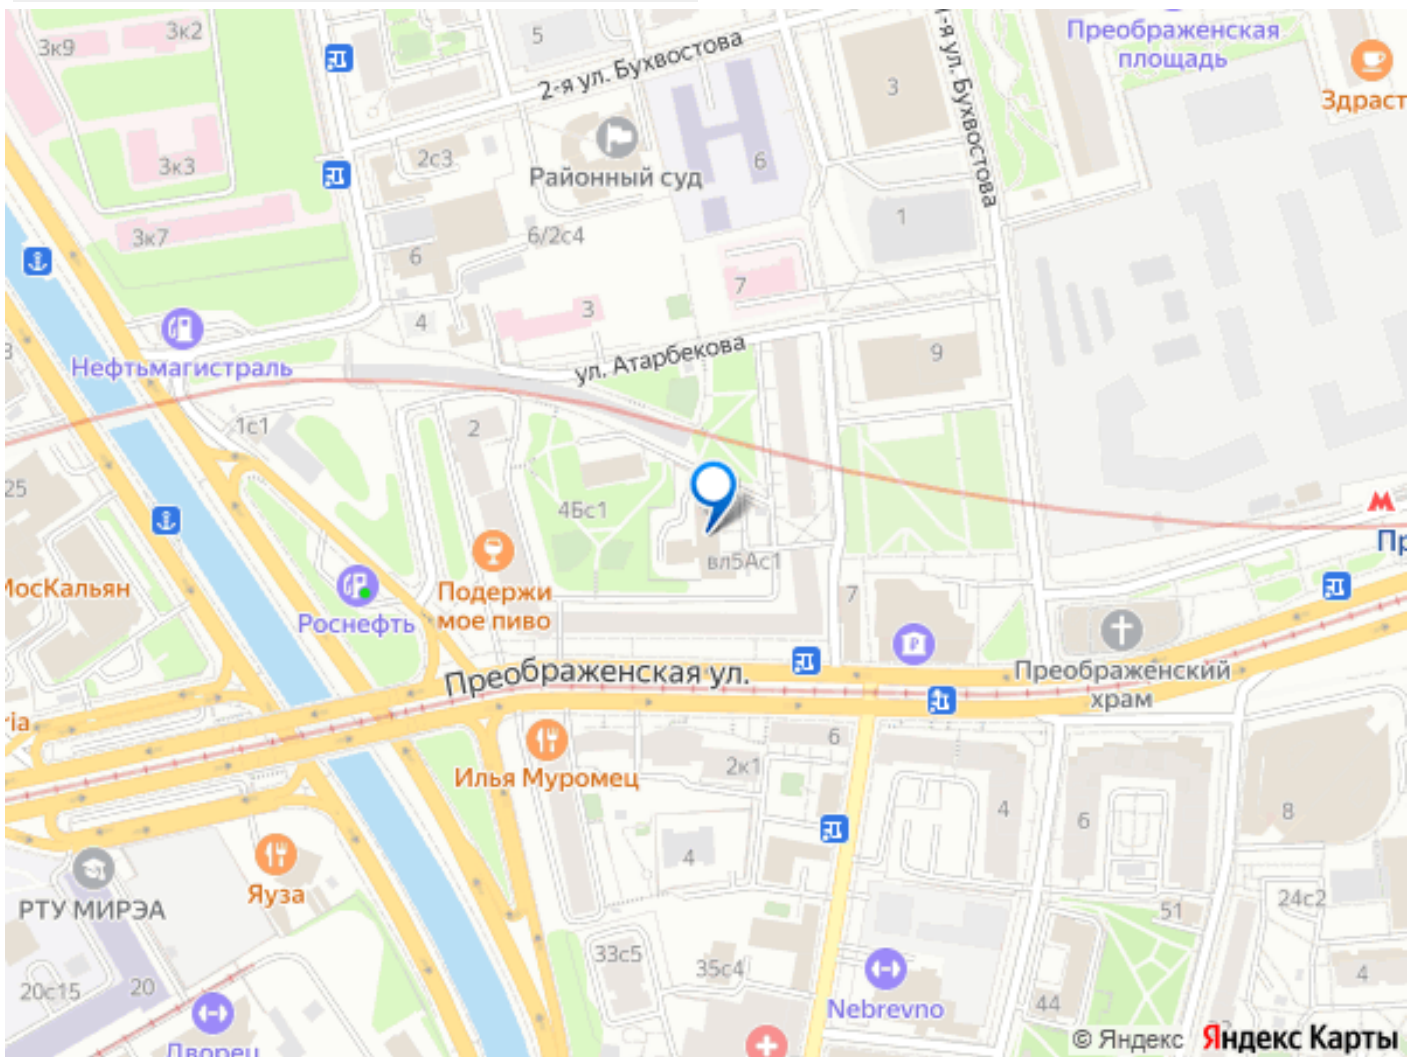 3к9
3к2
5
2-я ул. Бухвостова
1-я ул. Бухвостова
Преображенская
площадь
Здраст
3
3к3
2с3
Районный суд
6
3к7
6/2с4
1
6
7
4
3
Нефтьмагистраль
ул. Атарбекова
9
1с1
2
25
4Бс1
вл5Ас1
Пр
МосКальян
Подержи
мое пиво
Роснефть
7
Преображенская ул.
Преображенский
храм
ria
Илья Муромец
2к1
6
4
6
8
4
Яуза
РТУ МИРЭА
51
24с2
33с5
35с4
20с15
20
Nebrevno
44
4
Дворец
© Яндекс Яндекс Карты